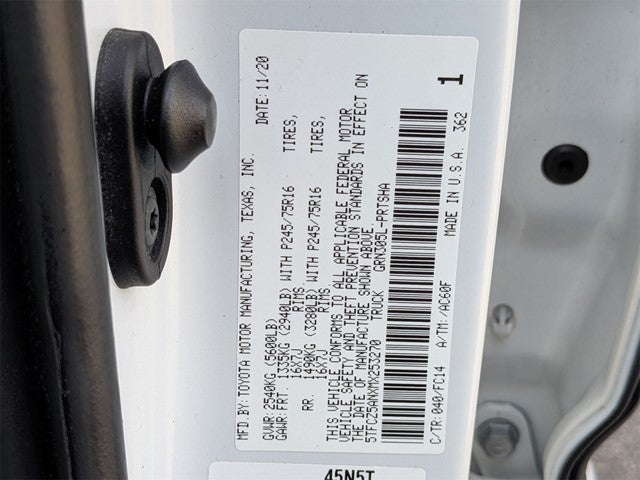 MFD.BY: TOYOTA MOTOR MANUFACTURING, TEXAS, INC. DATE: 11/20
GVWR: 2540KG (5600LB)
GAWR: FRT. 1335KG (2940LB) WITH P245/75R16 TIRES,
16X7J RIMS
RR. 1490KG (3280LB) WITH P245/75R16 TIRES,
16X7J RIMS
THIS VEHICLE CONFORMS TO ALL APPLICABLE FEDERAL MOTOR
VEHICLE SAFETY AND THEFT PREVENTION STANDARDS IN EFFECT ON
THE DATE OF MANUFACTURE SHOWN ABOVE.
5TFCZ5ANXMX253270 TRUCK GRN305L-PRTSHA
1
C/TR: 040/FC14 A/TM: /AC60F MADE IN U.S.A. 362
45N5T